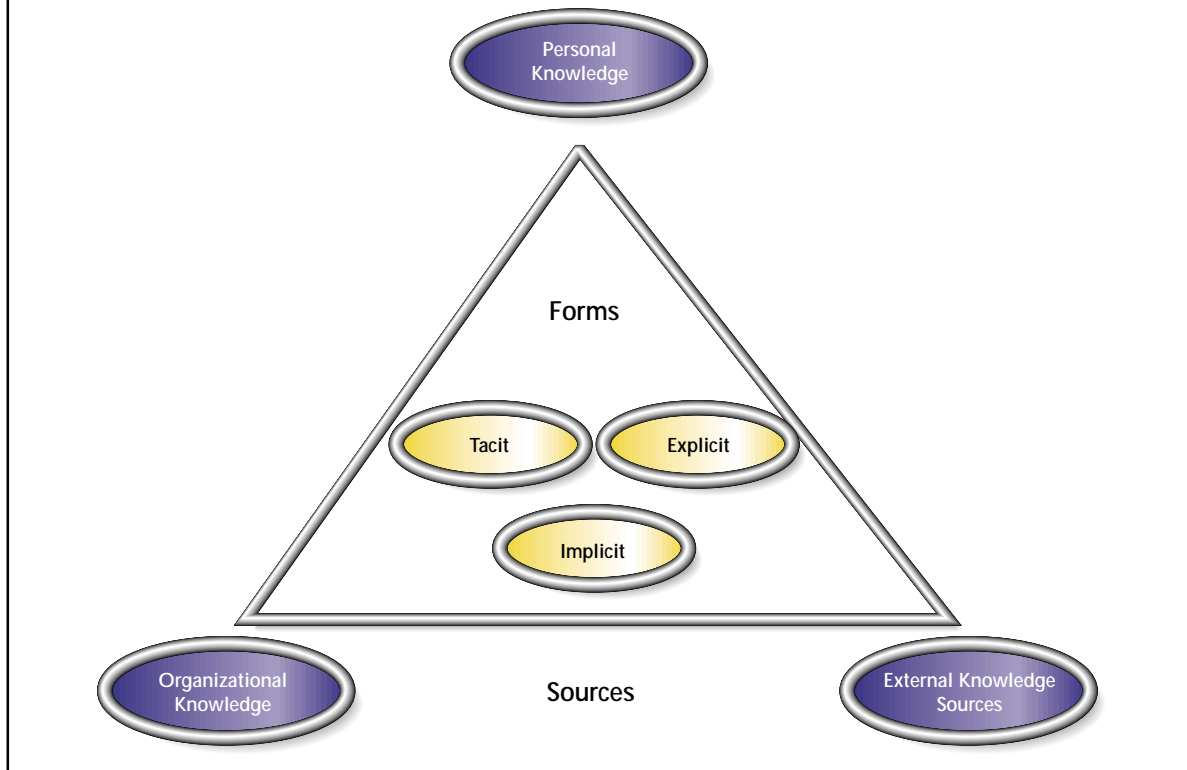 Personal
Knowledge
Forms
Tacit
Explicit
Implicit
Organizational
Knowledge
Sources
External Knowledge
Sources